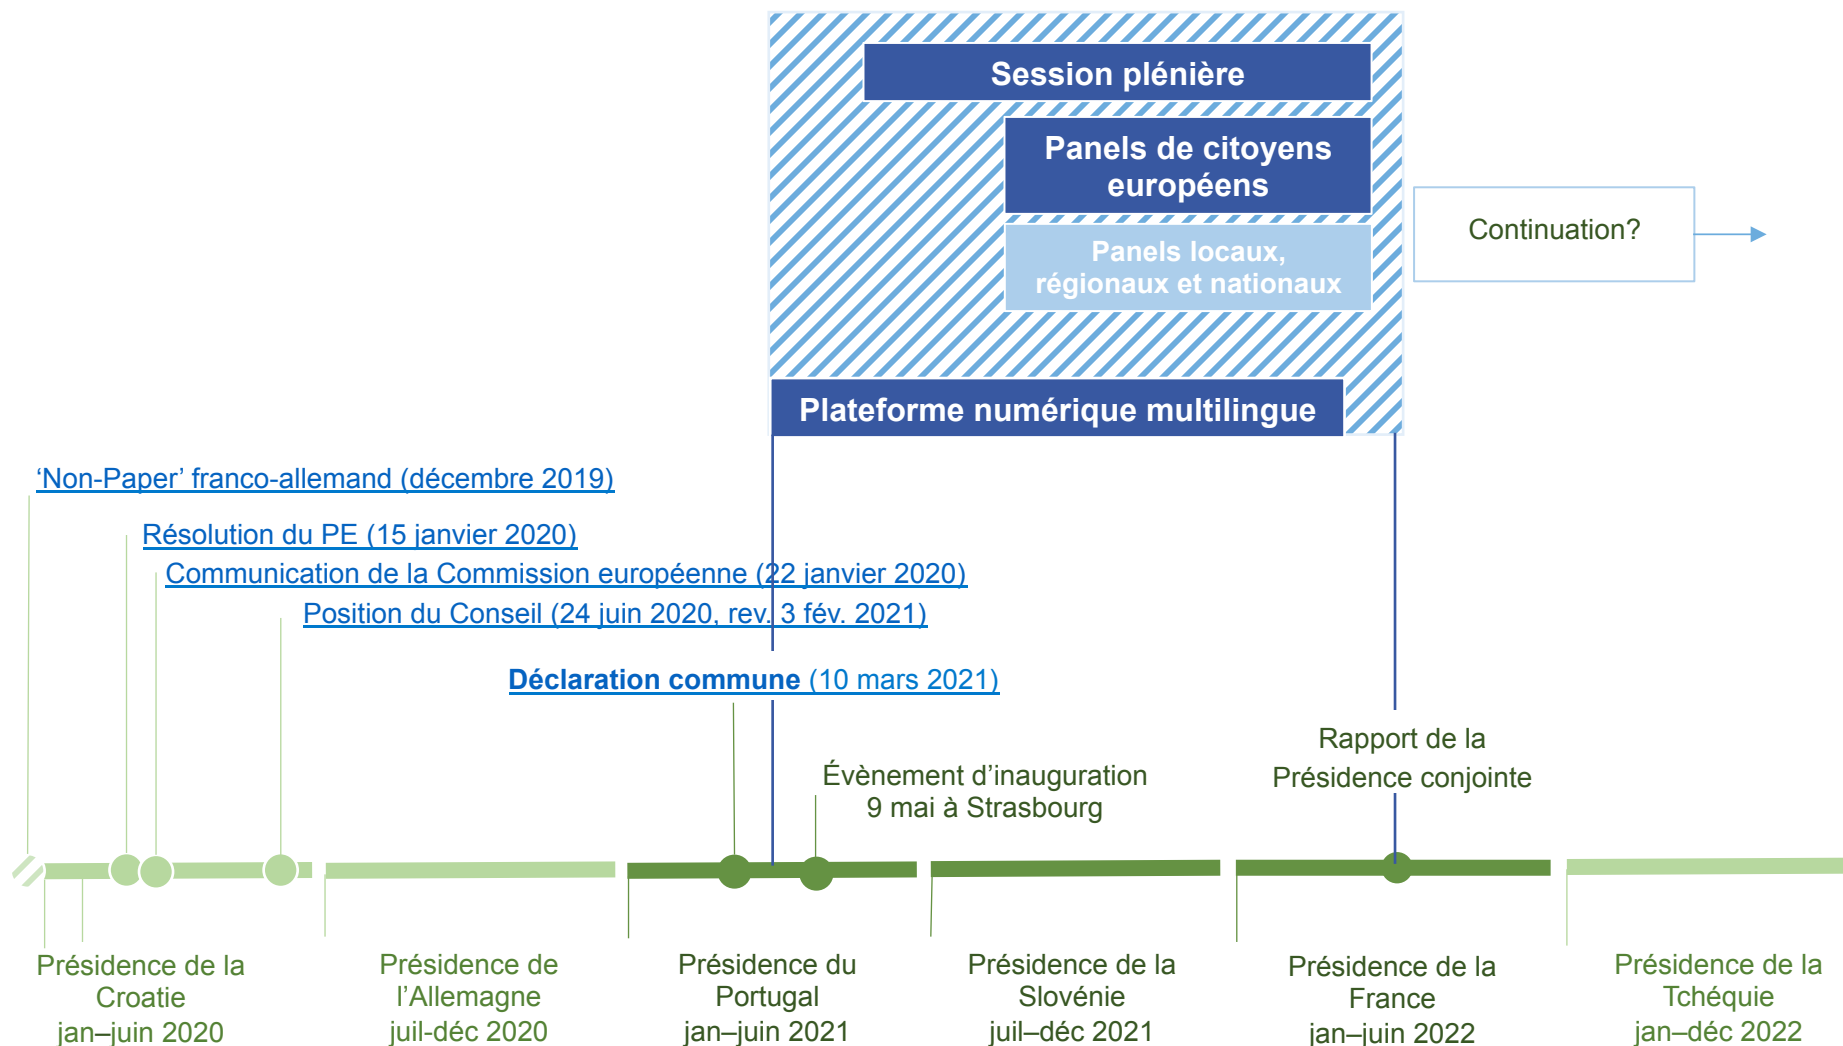 Session plénière
Panels de citoyens
européens
Continuation?
Panels locaux,
régionaux et nationaux
Plateforme numérique multilingue
‘Non-Paper’ franco-allemand (décembre 2019)
Résolution du PE (15 janvier 2020)
Communication de la Commission européenne (22 janvier 2020)
Position du Conseil (24 juin 2020, rev. 3 fév. 2021)
Déclaration commune (10 mars 2021)
Rapport de la
Présidence conjointe
Évènement d’inauguration
9 mai à Strasbourg
Présidence de la
Croatie
jan–juin 2020
Présidence de
l’Allemagne
juil-déc 2020
Présidence du
Portugal
jan–juin 2021
Présidence de la
Slovénie
juil–déc 2021
Présidence de la
France
jan–juin 2022
Présidence de la
Tchéquie
jan–déc 2022